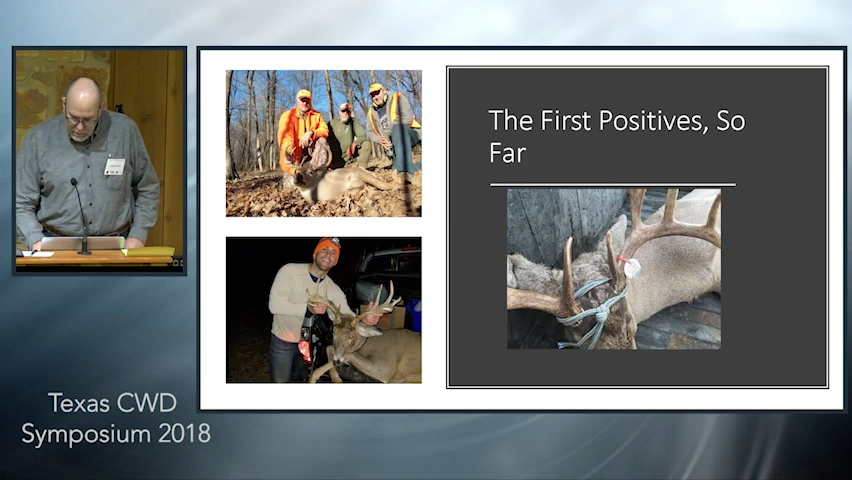 The First Positives, So
Far
Texas CWD
Symposium 2018